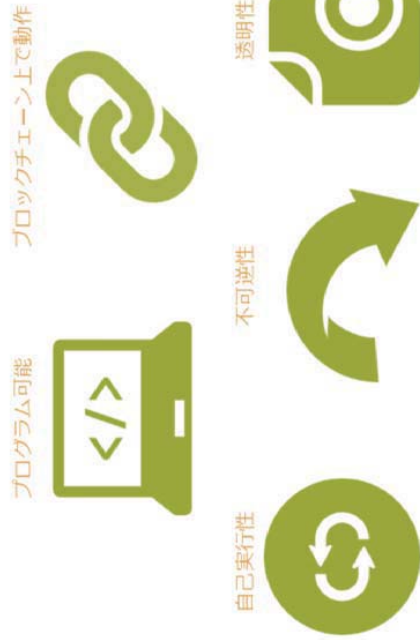 プログラム可能
ブロックチェーン上で動作
自己実行性
不可逆性
透明性